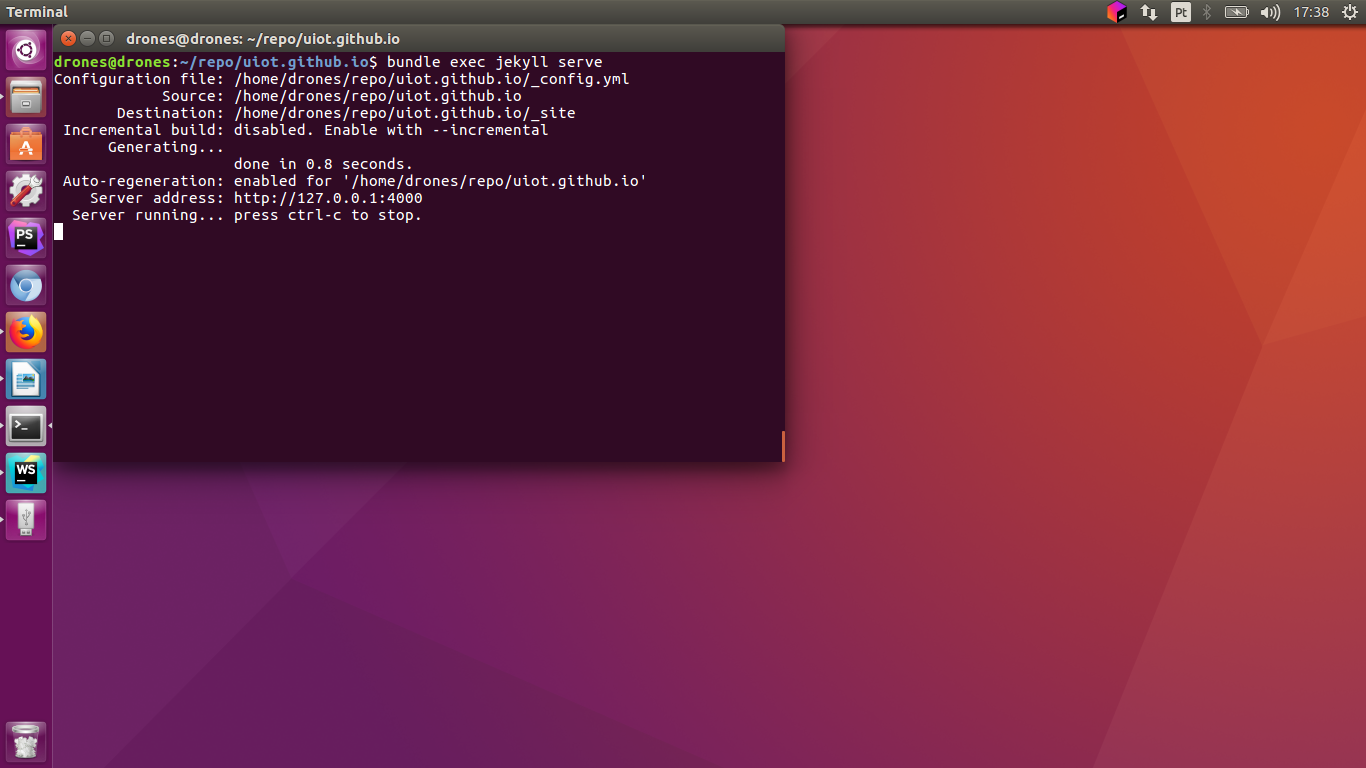 Terminal
Pt
17:38
drones@drones: ~/repo/uiot.github.io
drones@drones:~/repo/uiot.github.io$ bundle exec jekyll serve
Configuration file: /home/drones/repo/uiot.github.io/_config.yml
Source: /home/drones/repo/uiot.github.io
Destination: /home/drones/repo/uiot.github.io/_site
Incremental build: disabled. Enable with --incremental
Generating...
done in 0.8 seconds.
Auto-regeneration: enabled for '/home/drones/repo/uiot.github.io'
Server address: http://127.0.0.1:4000
Server running... press ctrl-c to stop.
A
PS
>_
WS